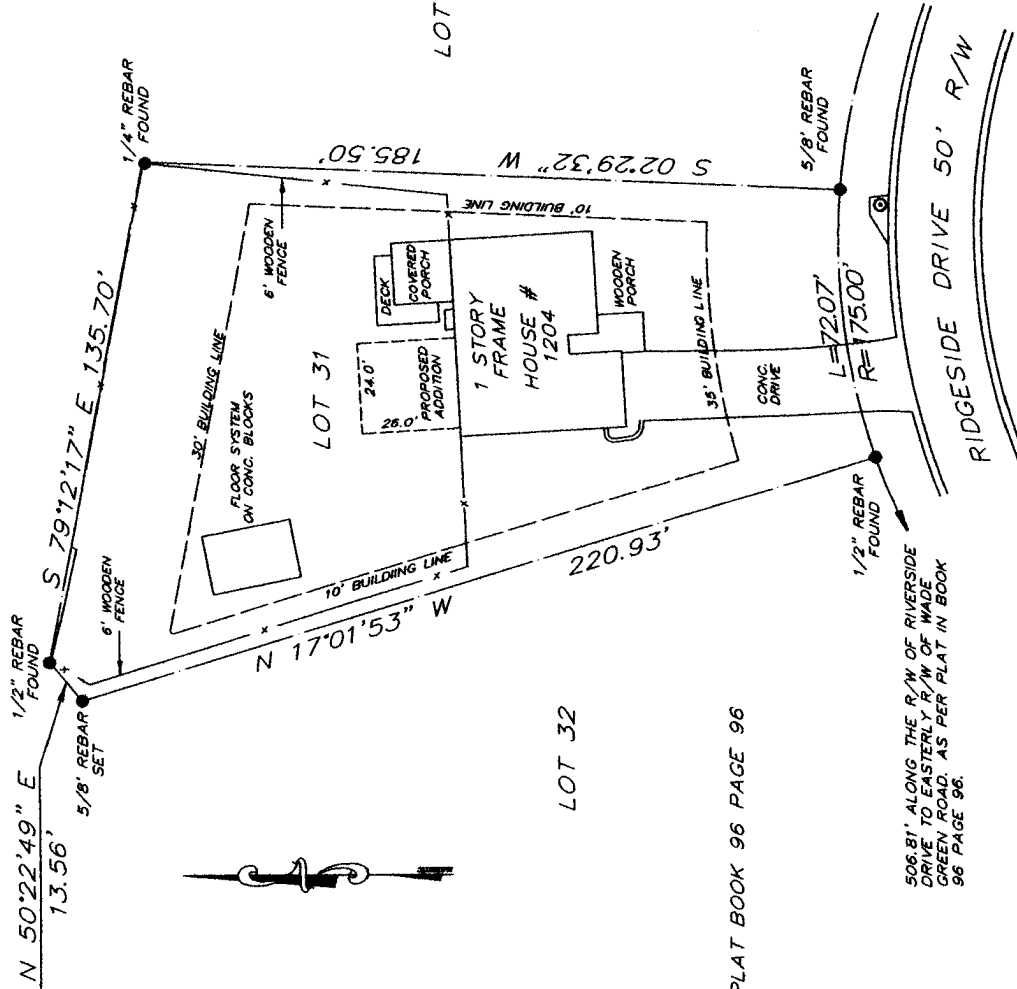 N 50°22'49" E
13.56'
1/2" REBAR
FOUND
5/8' REBAR
SET
S 79°12'17" E 135.70'
1/4" REBAR
FOUND
LOT
6' WOODEN
FENCE
6' WOODEN
FENCE
30' BUILDING LINE
FLOOR SYSTEM
ON CONC. BLOCKS
LOT 31
24.0'
26.0'
PROPOSED
ADDITION
DECK
COVERED
PORCH
10' BUILDING LINE
S 02°29'32" W 185.50'
1 STORY
FRAME
HOUSE #
1204
WOODEN
PORCH
10' BUILDIING LINE
N 17°01'53" W 220.93'
35' BUILDING LINE
CONC.
DRIVE
5/8' REBAR
FOUND
L=72.07'
R=175.00'
1/2" REBAR
FOUND
RIDGESIDE DRIVE 50' R/W
LOT 32
PLAT BOOK 96 PAGE 96
506.81' ALONG THE R/W OF RIVERSIDE
DRIVE TO EASTERLY R/W OF WADE
GREEN ROAD. AS PER PLAT IN BOOK
96 PAGE 96.